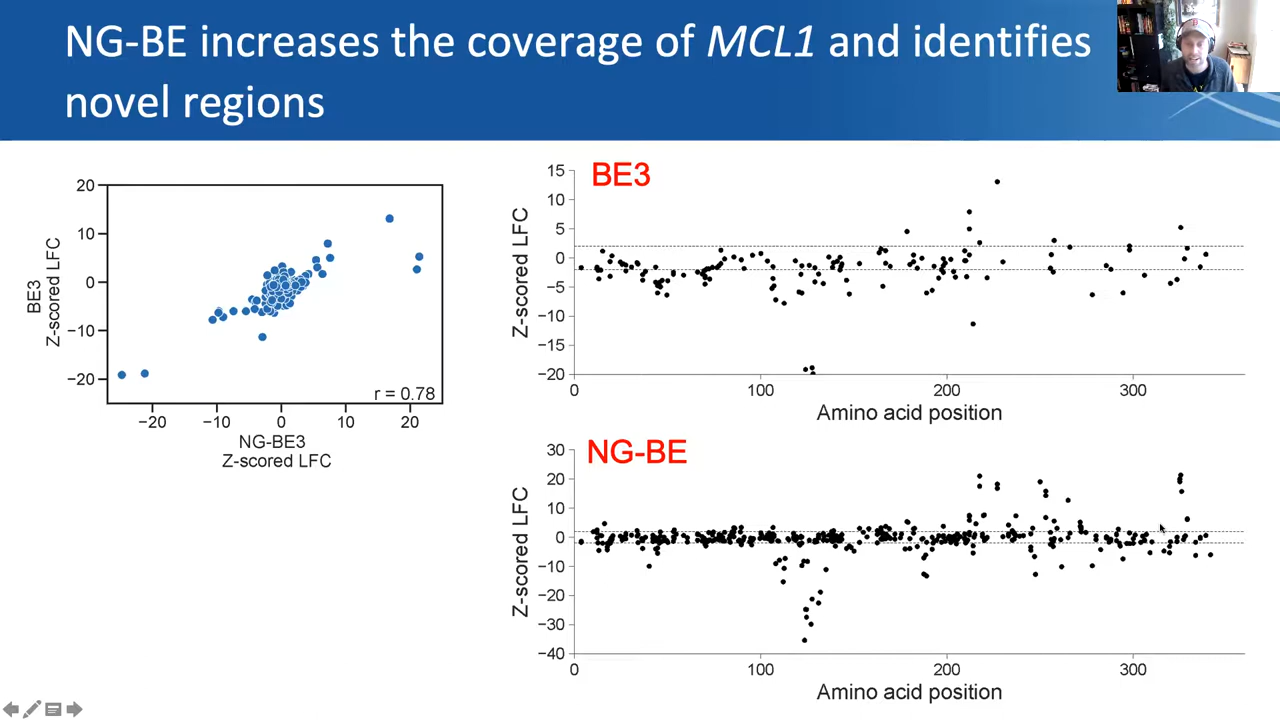 NG-BE increases the coverage of MCL1 and identifies
novel regions
20
10
0
−10
−20
BE3
Z-scored LFC
r = 0.78
−20
−10
0
10
20
NG-BE3
Z-scored LFC
BE3
15
10
5
0
−5
−10
−15
−20
Z-scored LFC
0
100
200
300
Amino acid position
NG-BE
30
20
10
0
−10
−20
−30
−40
Z-scored LFC
0
100
200
300
Amino acid position